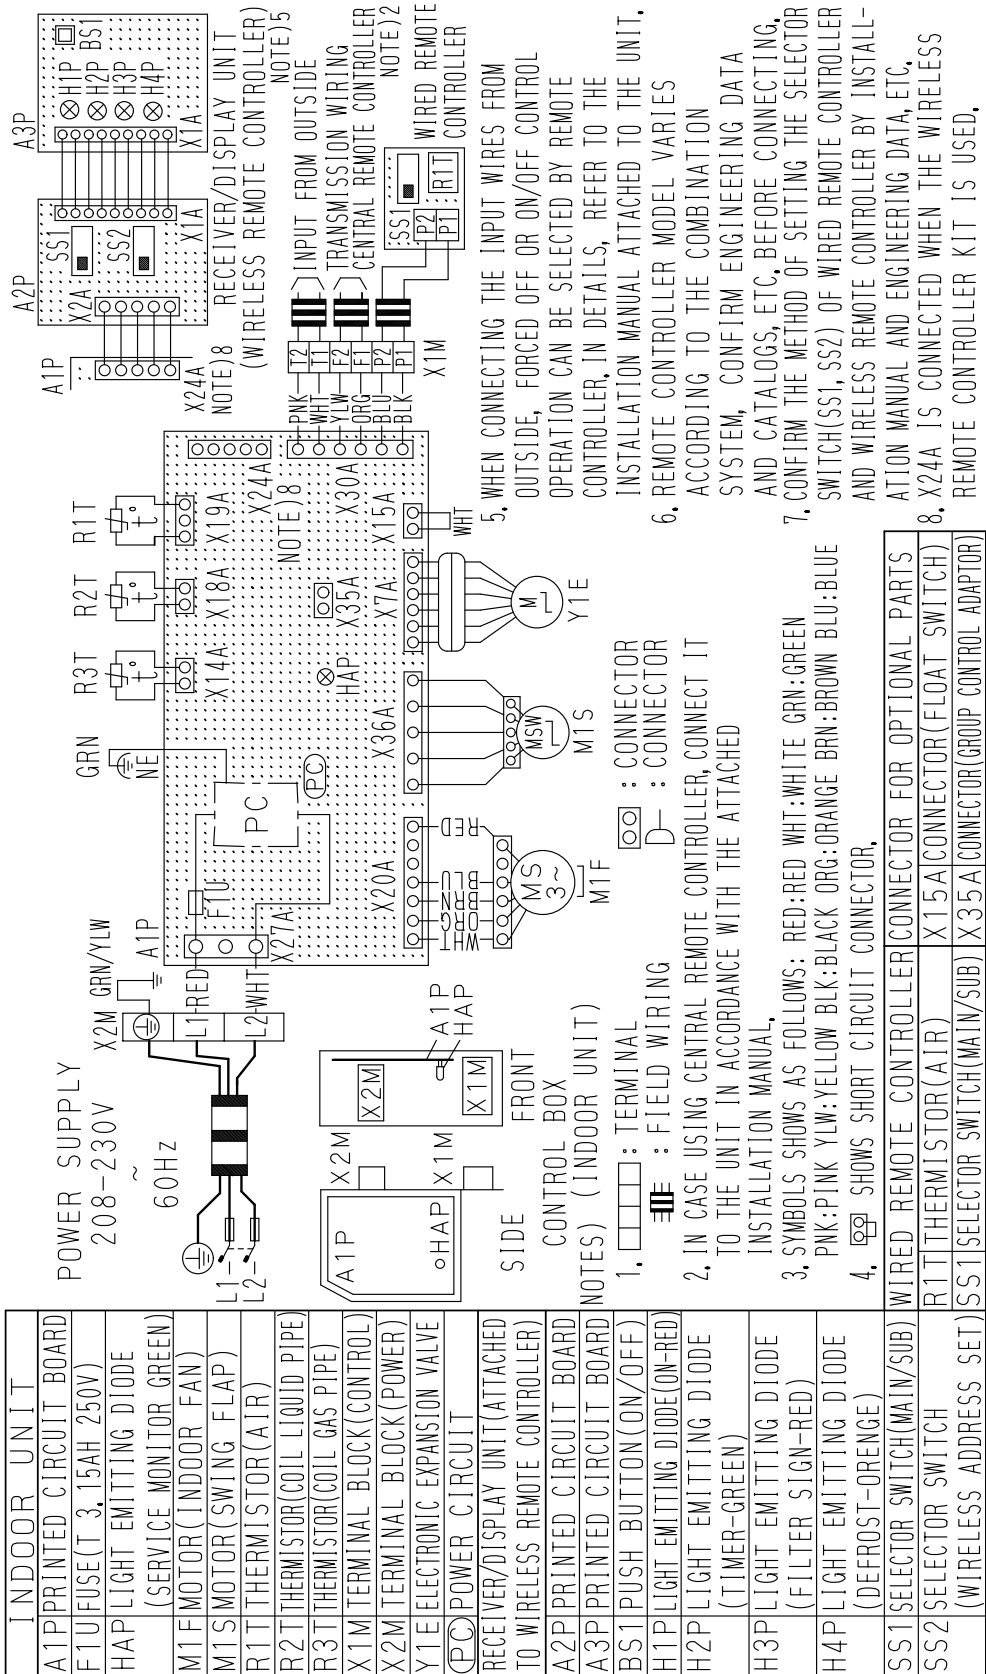 INDOOR UNIT
A1P PRINTED CIRCUIT BOARD
F1U FUSE(T 3.15AH 250V)
HAP LIGHT EMITTING DIODE
(SERVICE MONITOR GREEN)
M1F MOTOR(INDOOR FAN)
M1S MOTOR(SWING FLAP)
R1T THERMISTOR(AIR)
R2T THERMISTOR(COIL LIQUID PIPE)
R3T THERMISTOR(COIL GAS PIPE)
X1M TERMINAL BLOCK(CONTROL)
X2M TERMINAL BLOCK(POWER)
Y1E ELECTRONIC EXPANSION VALVE
PC POWER CIRCUIT
RECEIVER/DISPLAY UNIT(ATTACHED
TO WIRELESS REMOTE CONTROLLER)
A2P PRINTED CIRCUIT BOARD
A3P PRINTED CIRCUIT BOARD
BS1 PUSH BUTTON(ON/OFF)
H1P LIGHT EMITTING DIODE(ON-RED)
H2P LIGHT EMITTING DIODE
(TIMER-GREEN)
H3P LIGHT EMITTING DIODE
(FILTER SIGN-RED)
H4P LIGHT EMITTING DIODE
(DEFROST-ORENGE)
SS1 SELECTOR SWITCH(MAIN/SUB)
SS2 SELECTOR SWITCH
(WIRELESS ADDRESS SET)
WIRED REMOTE CONTROLLER
R1T THERMISTOR(AIR)
SS1 SELECTOR SWITCH(MAIN/SUB)
CONNECTOR FOR OPTIONAL PARTS
X15A CONNECTOR(FLOAT SWITCH)
X35A CONNECTOR(GROUP CONTROL ADAPTOR)
POWER SUPPLY
208-230V
~
60Hz
L1
L2
X2M
GRN/YLW
L1 RED
L2 WHT
A1P
X27A
F1U
PC
PC
GRN
NE
R3T
X14A
R2T
X18A
R1T
X19A
HAP
X35A
X24A
NOTE)8
X30A
X20A
X36A
X7A
X15A
WHT
ORG
BRN
BLU
RED
MS
3~
M1F
MSW
M1S
M
Y1E
WHT
PNK
WHT
YLW
ORG
BLU
BLK
T2
T1
F2
F1
P2
P1
X1M
INPUT FROM OUTSIDE
NOTE)5
TRANSMISSION WIRING
CENTRAL REMOTE CONTROLLER
NOTE)2
WIRED REMOTE
CONTROLLER
SS1
P2
P1
R1T
A1P
X24A
NOTE)8
A2P
X2A
SS1
SS2
X1A
A3P
X1A
H1P
H2P
H3P
H4P
BS1
RECEIVER/DISPLAY UNIT
(WIRELESS REMOTE CONTROLLER)
A1P
HAP
X2M
X1M
SIDE
X2M
X1M
A1P
HAP
FRONT
CONTROL BOX
NOTES) (INDOOR UNIT)
1. : TERMINAL : CONNECTOR
: FIELD WIRING : CONNECTOR
2. IN CASE USING CENTRAL REMOTE CONTROLLER,CONNECT IT
TO THE UNIT IN ACCORDANCE WITH THE ATTACHED
INSTALLATION MANUAL.
3. SYMBOLS SHOWS AS FOLLOWS: RED:RED WHT:WHITE GRN:GREEN
PNK:PINK YLW:YELLOW BLK:BLACK ORG:ORANGE BRN:BROWN BLU:BLUE
4. SHOWS SHORT CIRCUIT CONNECTOR.
5. WHEN CONNECTING THE INPUT WIRES FROM
OUTSIDE, FORCED OFF OR ON/OFF CONTROL
OPERATION CAN BE SELECTED BY REMOTE
CONTROLLER. IN DETAILS, REFER TO THE
INSTALLATION MANUAL ATTACHED TO THE UNIT.
6. REMOTE CONTROLLER MODEL VARIES
ACCORDING TO THE COMBINATION
SYSTEM, CONFIRM ENGINEERING DATA
AND CATALOGS, ETC. BEFORE CONNECTING.
7. CONFIRM THE METHOD OF SETTING THE SELECTOR
SWITCH(SS1,SS2) OF WIRED REMOTE CONTROLLER
AND WIRELESS REMOTE CONTROLLER BY INSTALL-
ATION MANUAL AND ENGINEERING DATA, ETC.
8. X24A IS CONNECTED WHEN THE WIRELESS
REMOTE CONTROLLER KIT IS USED.